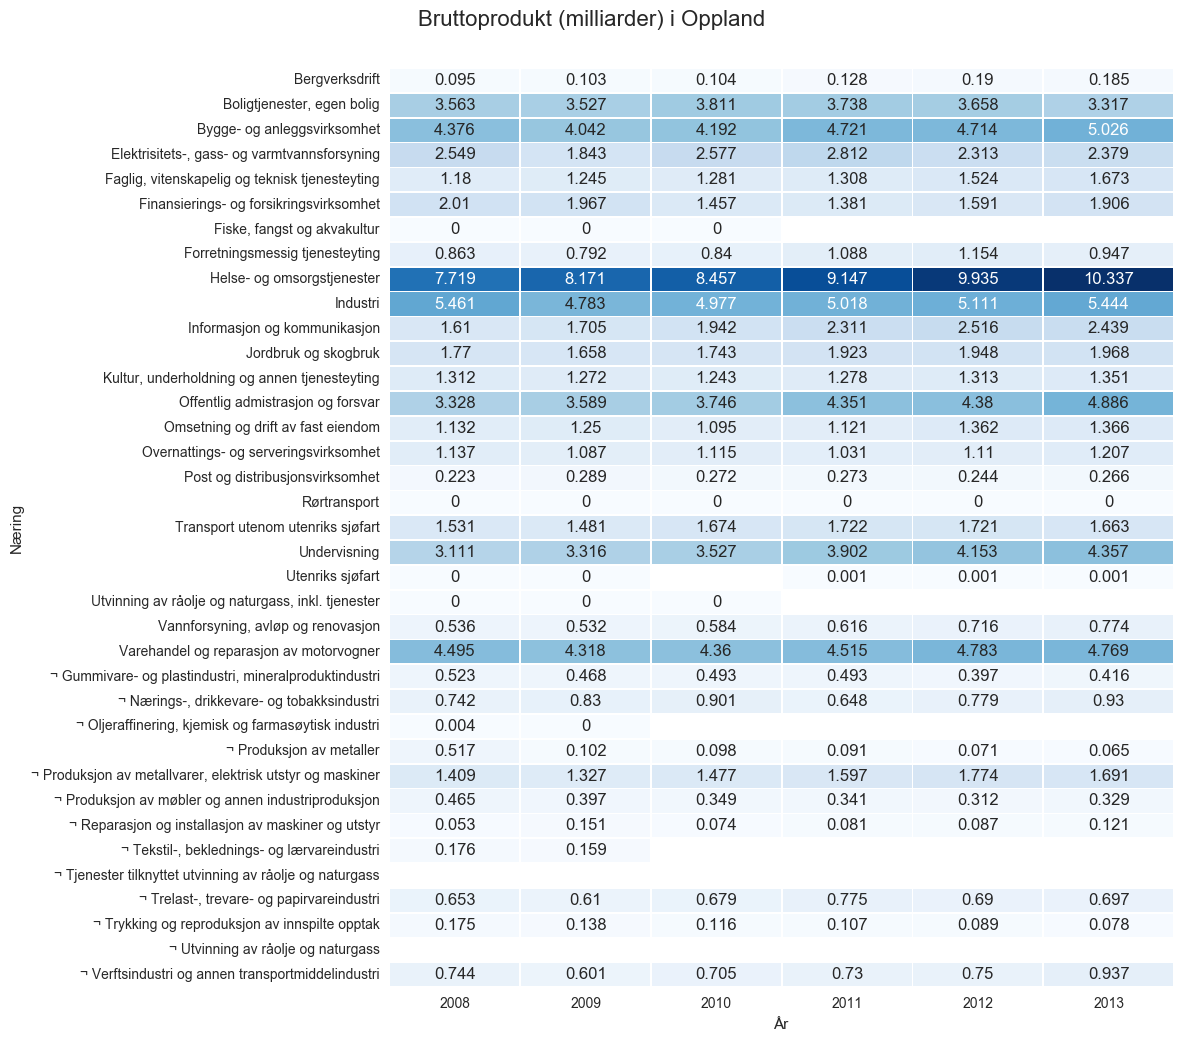 Bruttoprodukt (milliarder) i Oppland
Bergverksdrift 0.095 0.103 0.104 0.128 0.19 0.185
Boligtjenester, egen bolig 3.563 3.527 3.811 3.738 3.658 3.317
Bygge- og anleggsvirksomhet 4.376 4.042 4.192 4.721 4.714 5.026
Elektrisitets-, gass- og varmtvannsforsyning 2.549 1.843 2.577 2.812 2.313 2.379
Faglig, vitenskapelig og teknisk tjenesteyting 1.18 1.245 1.281 1.308 1.524 1.673
Finansierings- og forsikringsvirksomhet 2.01 1.967 1.457 1.381 1.591 1.906
Fiske, fangst og akvakultur 0 0 0
Forretningsmessig tjenesteyting 0.863 0.792 0.84 1.088 1.154 0.947
Helse- og omsorgstjenester 7.719 8.171 8.457 9.147 9.935 10.337
Industri 5.461 4.783 4.977 5.018 5.111 5.444
Informasjon og kommunikasjon 1.61 1.705 1.942 2.311 2.516 2.439
Jordbruk og skogbruk 1.77 1.658 1.743 1.923 1.948 1.968
Kultur, underholdning og annen tjenesteyting 1.312 1.272 1.243 1.278 1.313 1.351
Offentlig admistrasjon og forsvar 3.328 3.589 3.746 4.351 4.38 4.886
Omsetning og drift av fast eiendom 1.132 1.25 1.095 1.121 1.362 1.366
Overnattings- og serveringsvirksomhet 1.137 1.087 1.115 1.031 1.11 1.207
Post og distribusjonsvirksomhet 0.223 0.289 0.272 0.273 0.244 0.266
Rørtransport 0 0 0 0 0 0
Transport utenom utenriks sjøfart 1.531 1.481 1.674 1.722 1.721 1.663
Undervisning 3.111 3.316 3.527 3.902 4.153 4.357
Utenriks sjøfart 0 0 0.001 0.001 0.001
Utvinning av råolje og naturgass, inkl. tjenester 0 0 0
Vannforsyning, avløp og renovasjon 0.536 0.532 0.584 0.616 0.716 0.774
Varehandel og reparasjon av motorvogner 4.495 4.318 4.36 4.515 4.783 4.769
¬ Gummivare- og plastindustri, mineralproduktindustri 0.523 0.468 0.493 0.493 0.397 0.416
¬ Nærings-, drikkevare- og tobakksindustri 0.742 0.83 0.901 0.648 0.779 0.93
¬ Oljeraffinering, kjemisk og farmasøytisk industri 0.004 0
¬ Produksjon av metaller 0.517 0.102 0.098 0.091 0.071 0.065
¬ Produksjon av metallvarer, elektrisk utstyr og maskiner 1.409 1.327 1.477 1.597 1.774 1.691
¬ Produksjon av møbler og annen industriproduksjon 0.465 0.397 0.349 0.341 0.312 0.329
¬ Reparasjon og installasjon av maskiner og utstyr 0.053 0.151 0.074 0.081 0.087 0.121
¬ Tekstil-, beklednings- og lærvareindustri 0.176 0.159
¬ Tjenester tilknyttet utvinning av råolje og naturgass
¬ Trelast-, trevare- og papirvareindustri 0.653 0.61 0.679 0.775 0.69 0.697
¬ Trykking og reproduksjon av innspilte opptak 0.175 0.138 0.116 0.107 0.089 0.078
¬ Utvinning av råolje og naturgass
¬ Verftsindustri og annen transportmiddelindustri 0.744 0.601 0.705 0.73 0.75 0.937
2008 2009 2010 2011 2012 2013
År
Næring